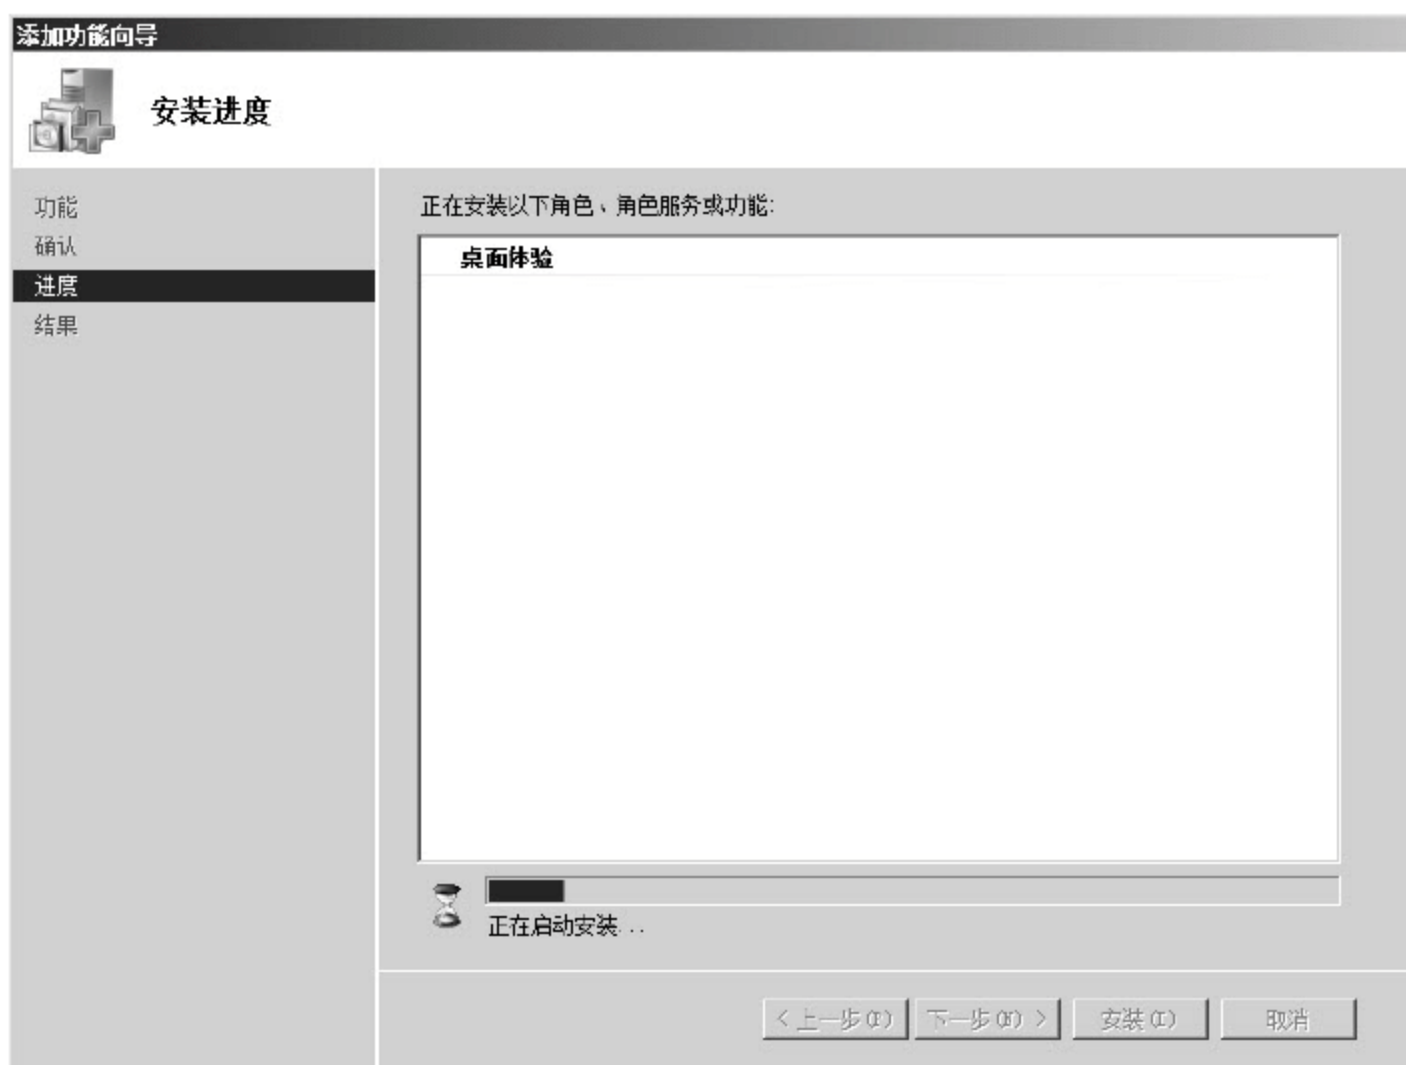 添加功能向导
安装进度
功能
确认
进度
结果
正在安装以下角色、角色服务或功能:
桌面体验
正在启动安装...
< 上一步(P) 下一步(N) > 安装(I) 取消